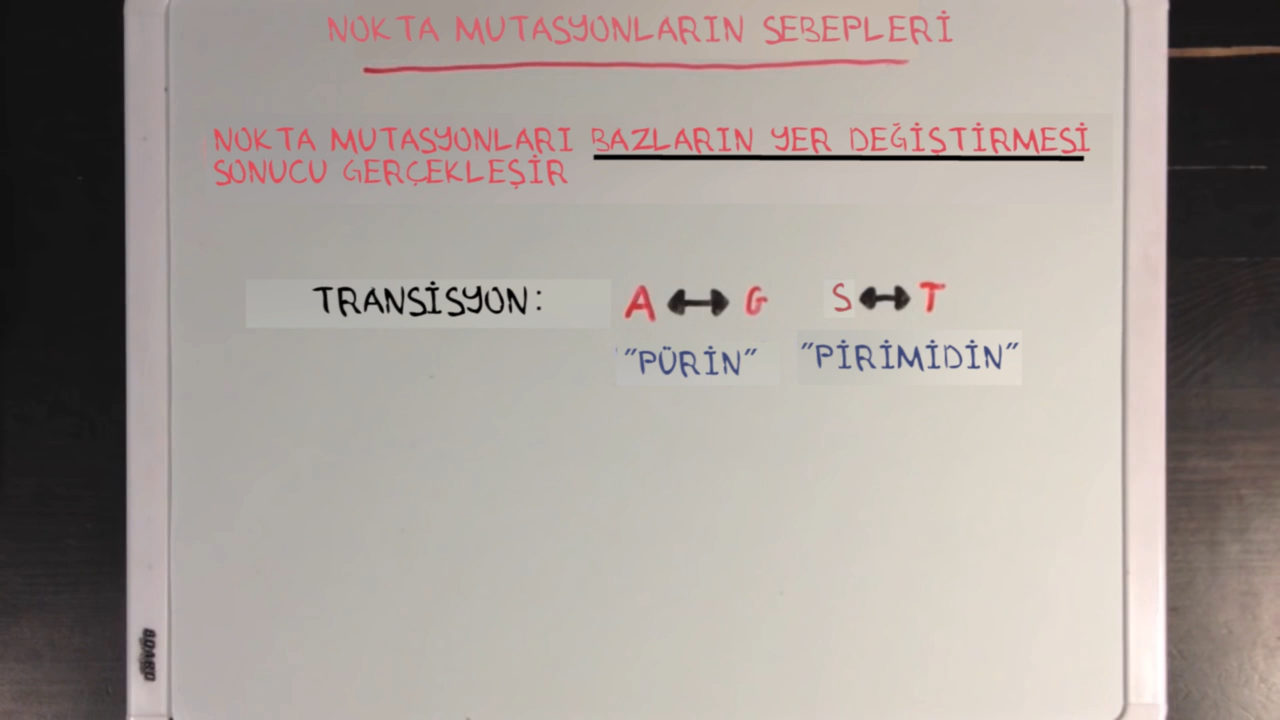 NOKTA MUTASYONLARIN SEBEPLERİ
NOKTA MUTASYONLARI BAZLARIN YER DEĞİŞTİRMESİ
SONUCU GERÇEKLEŞİR
TRANSİSYON: A ↔ G S ↔ T
"PÜRİN" "PİRİMİDİN"
BOARD